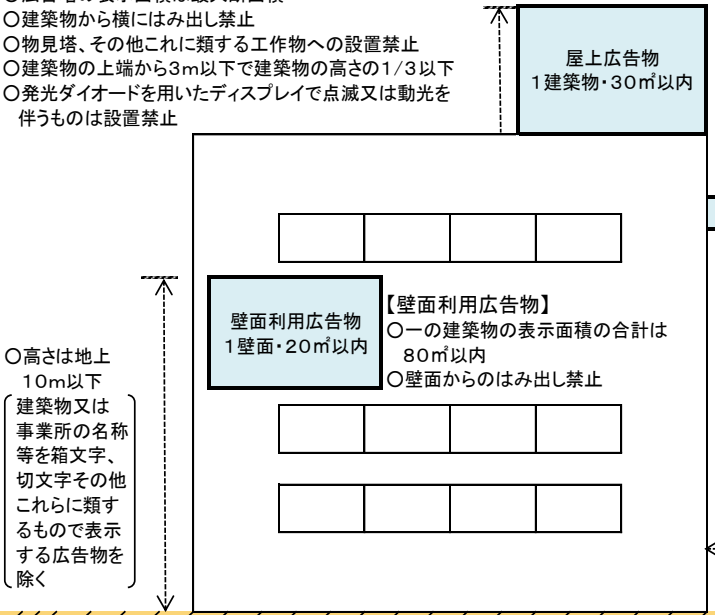 ○建築物から横にはみ出し禁止
○物見塔、その他これに類する工作物への設置禁止
○建築物の上端から3m以下で建築物の高さの1/3以下
○発光ダイオードを用いたディスプレイで点滅又は動光を
伴うものは設置禁止
屋上広告物
1建築物・30㎡以内
壁面利用広告物
1壁面・20㎡以内
【壁面利用広告物】
○一の建築物の表示面積の合計は
80㎡以内
○壁面からのはみ出し禁止
○高さは地上
10m以下
建築物又は
事業所の名称
等を箱文字、
切文字その他
これらに類す
るもので表示
する広告物を
除く